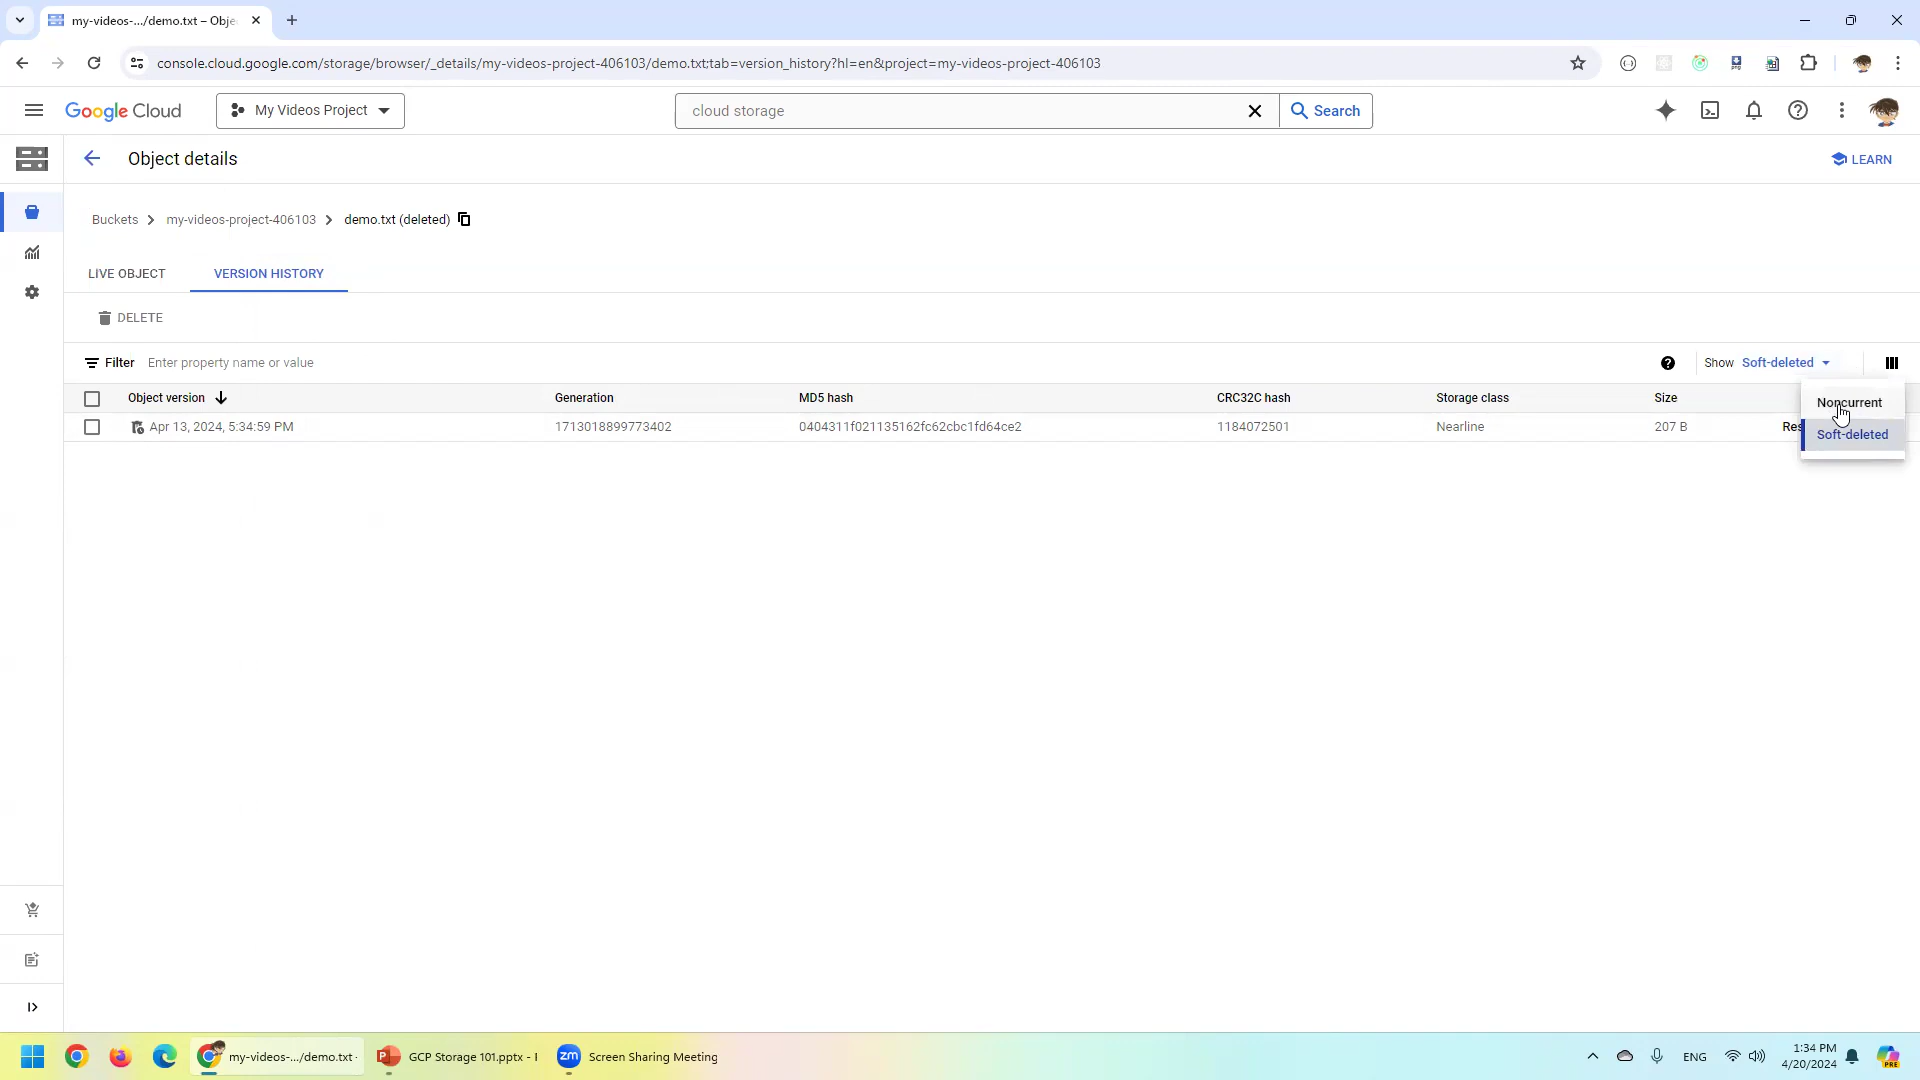 my-videos-.../demo.txt – Obje
console.cloud.google.com/storage/browser/_details/my-videos-project-406103/demo.txt;tab=version_history?hl=en&project=my-videos-project-406103
Google Cloud
My Videos Project
cloud storage
Search
Object details
LEARN
Buckets
my-videos-project-406103
demo.txt (deleted)
LIVE OBJECT
VERSION HISTORY
DELETE
Filter
Enter property name or value
Show Soft-deleted
Object version
Generation
MD5 hash
CRC32C hash
Storage class
Size
Noncurrent
Apr 13, 2024, 5:34:59 PM
1713018899773402
0404311f021135162fc62cbc1fd64ce2
1184072501
Nearline
207 B
Res
Soft-deleted
my-videos-.../demo.txt
GCP Storage 101.pptx -
zm
Screen Sharing Meeting
ENG
1:34 PM
4/20/2024
PRE